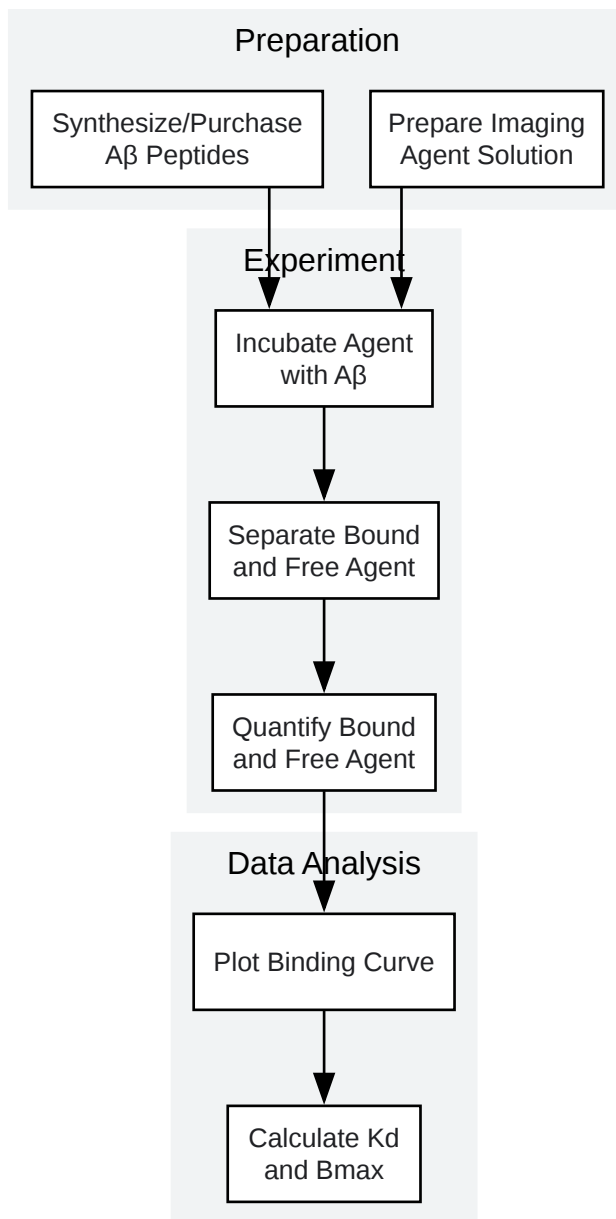 Preparation
Synthesize/Purchase
Aβ Peptides
Prepare Imaging
Agent Solution
Experiment
Incubate Agent
with Aβ
Separate Bound
and Free Agent
Quantify Bound
and Free Agent
Data Analysis
Plot Binding Curve
Calculate Kd
and Bmax